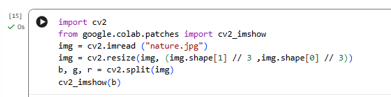 [15]
0s
import cv2
from google.colab.patches import cv2_imshow
img = cv2.imread ("nature.jpg")
img = cv2.resize(img, (img.shape[1] // 3 ,img.shape[0] // 3))
b, g, r = cv2.split(img)
cv2_imshow(b)